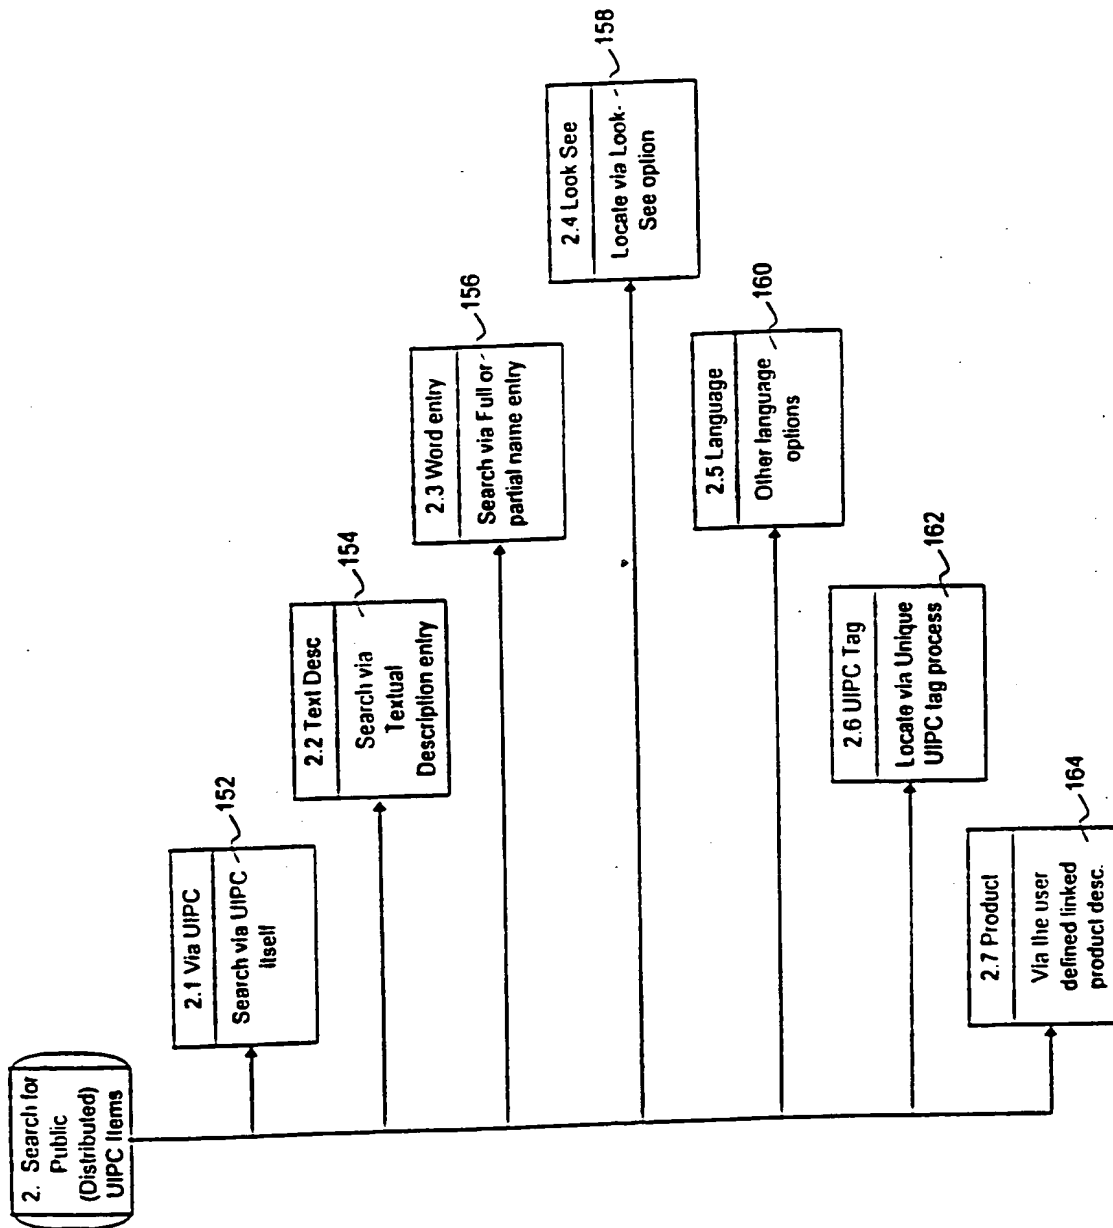 2. Search for
Public
(Distributed)
UIPC Items
2.1 Via UIPC
Search via UIPC
itself
152
2.2 Text Desc
Search via
Textual
Description entry
154
2.3 Word entry
Search via Full or
partial name entry
156
2.4 Look See
Locate via Look-
See option
158
2.5 Language
Other language
options
160
2.6 UIPC Tag
Locate via Unique
UIPC tag process
162
2.7 Product
Via the user
defined linked
product desc.
164